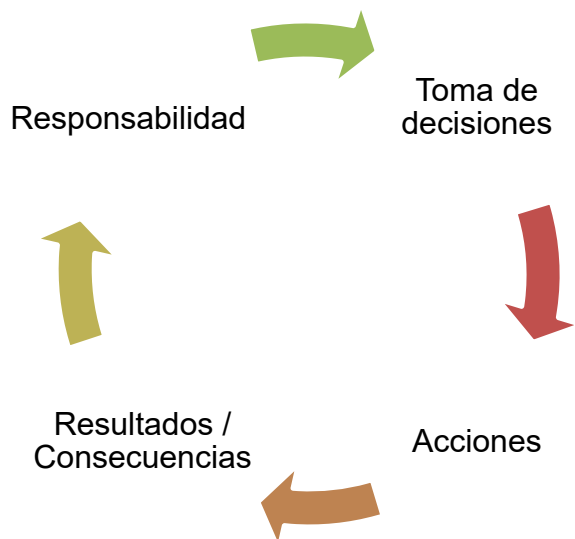 Responsabilidad
Toma de
decisiones
Acciones
Resultados /
Consecuencias